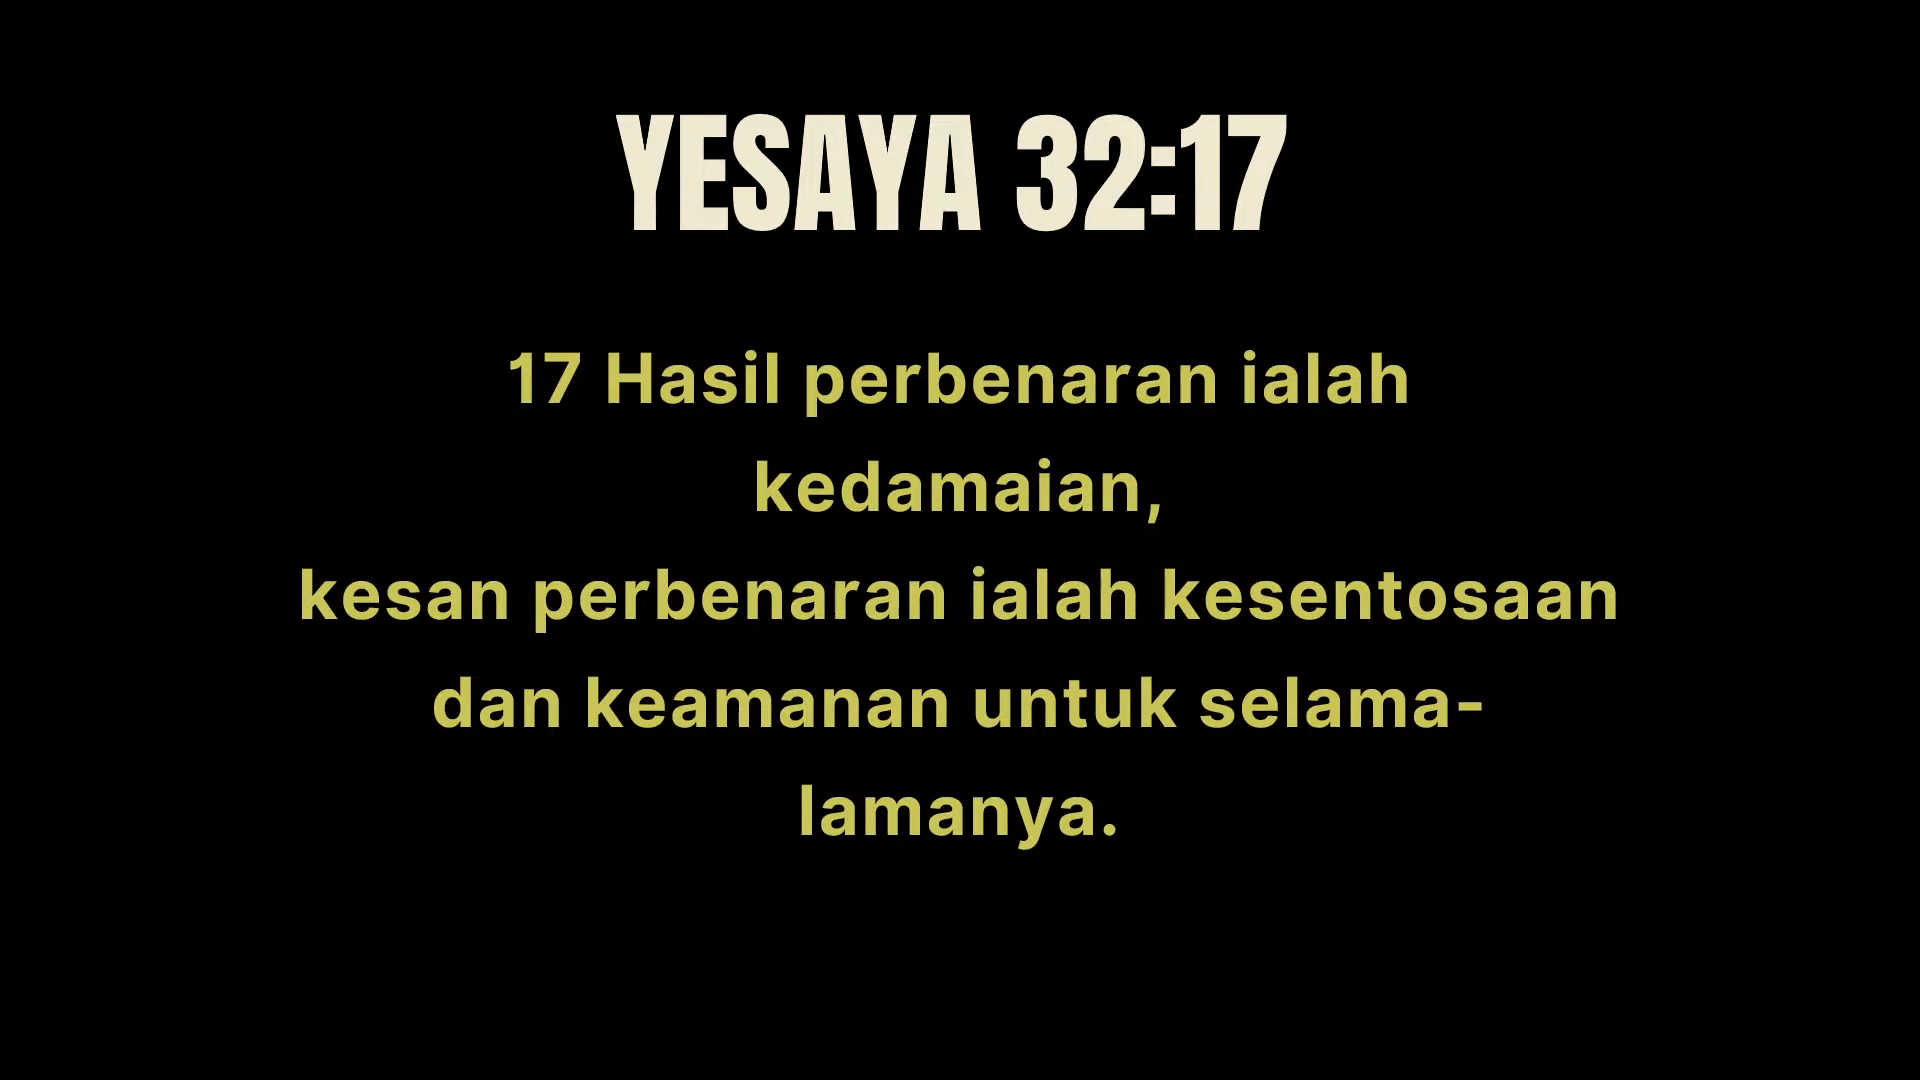 YESAYA 32:17
17 Hasil perbenaran ialah
kedamaian,
kesan perbenaran ialah kesentosaan
dan keamanan untuk selama-
lamanya.